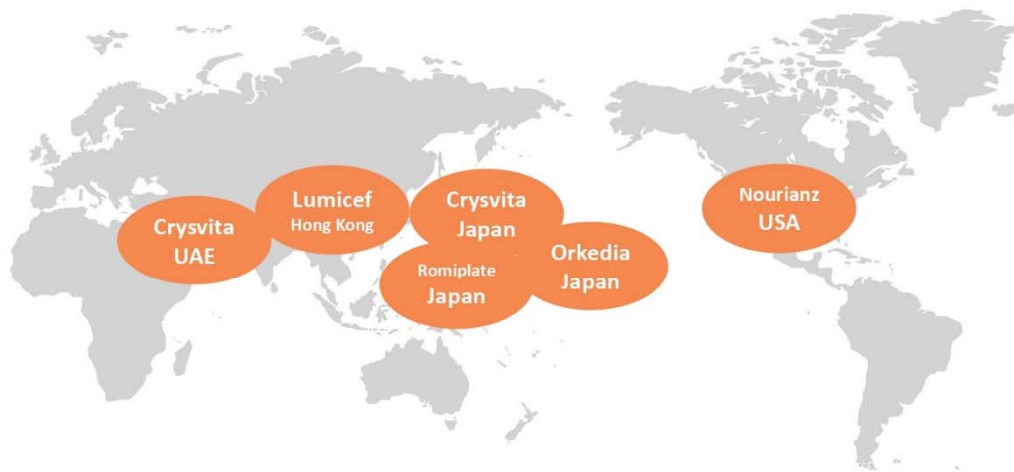 Crysvita
UAE
Lumicef
Hong Kong
Crysvita
Japan
Romiplate
Japan
Orkedia
Japan
Nourianz
USA